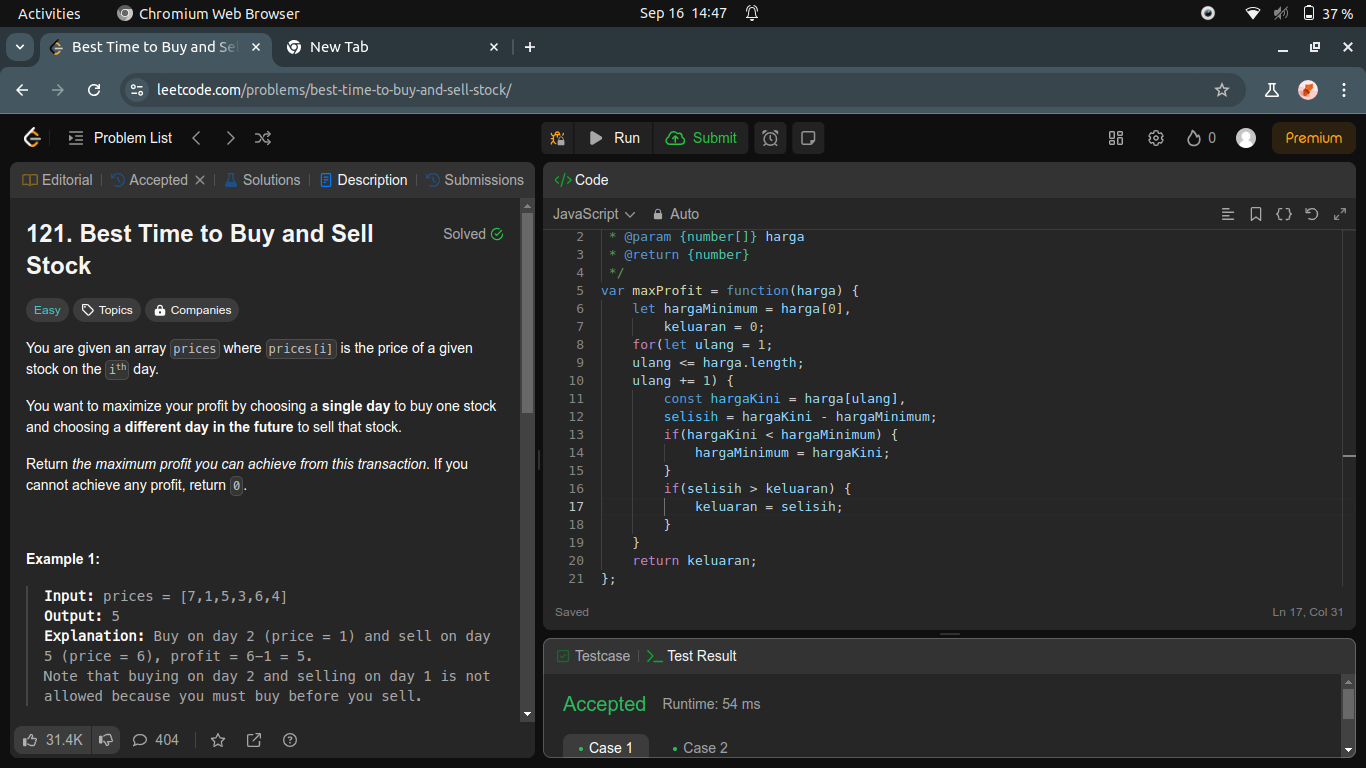 Activities
Chromium Web Browser
Sep 16 14:47
37 %
Best Time to Buy and Se
New Tab
leetcode.com/problems/best-time-to-buy-and-sell-stock/
Problem List
Run
Submit
0
Premium
Editorial
Accepted
Solutions
Description
Submissions
121. Best Time to Buy and Sell
Stock
Solved
Easy
Topics
Companies
You are given an array prices where prices[i] is the price of a given
stock on the ith day.
You want to maximize your profit by choosing a single day to buy one stock
and choosing a different day in the future to sell that stock.
Return the maximum profit you can achieve from this transaction. If you
cannot achieve any profit, return 0.
Example 1:
Input: prices = [7,1,5,3,6,4]
Output: 5
Explanation: Buy on day 2 (price = 1) and sell on day
5 (price = 6), profit = 6-1 = 5.
Note that buying on day 2 and selling on day 1 is not
allowed because you must buy before you sell.
31.4K
404
</> Code
JavaScript
Auto
2 * @param {number[]} harga
3 * @return {number}
4 */
5 var maxProfit = function(harga) {
6 let hargaMinimum = harga[0],
7 keluaran = 0;
8 for(let ulang = 1;
9 ulang <= harga.length;
10 ulang += 1) {
11 const hargaKini = harga[ulang],
12 selisih = hargaKini - hargaMinimum;
13 if(hargaKini < hargaMinimum) {
14 hargaMinimum = hargaKini;
15 }
16 if(selisih > keluaran) {
17 keluaran = selisih;
18 }
19 }
20 return keluaran;
21 };
Saved
Ln 17, Col 31
Testcase
Test Result
Accepted
Runtime: 54 ms
Case 1
Case 2